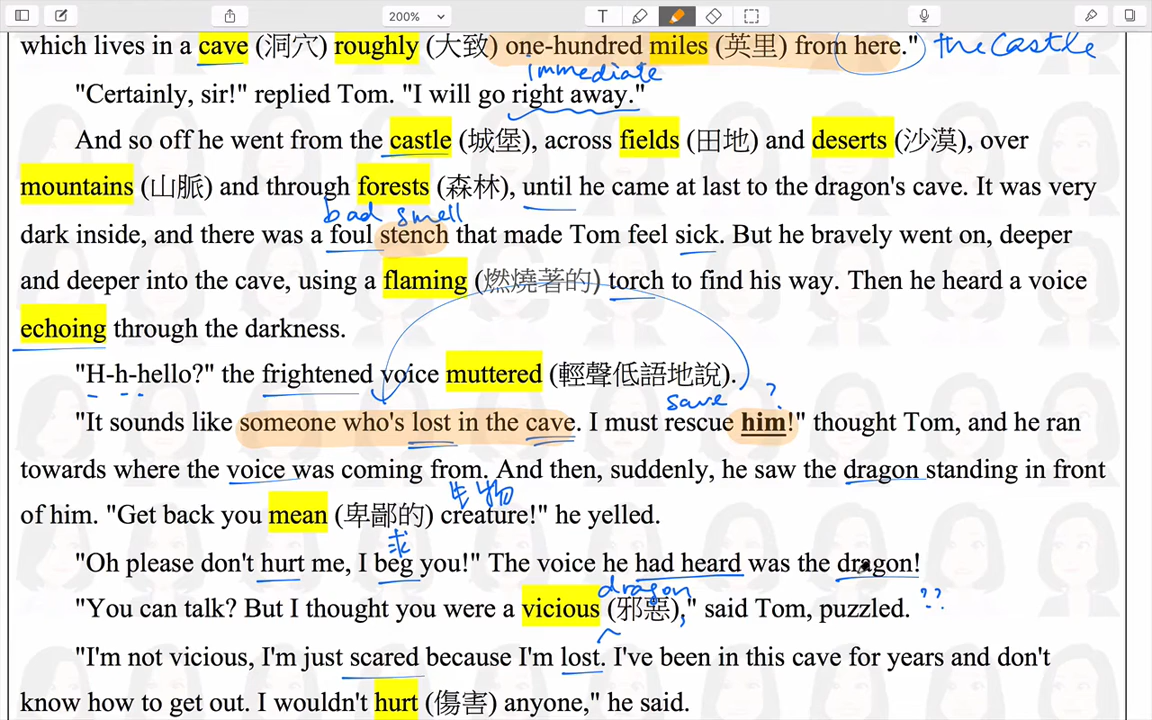 200%
which lives in a cave (洞穴) roughly (大致) one-hundred miles (英里) from here." the Castle
immediate
"Certainly, sir!" replied Tom. "I will go right away."
And so off he went from the castle (城堡), across fields (田地) and deserts (沙漠), over
mountains (山脈) and through forests (森林), until he came at last to the dragon's cave. It was very
bad smell
dark inside, and there was a foul stench that made Tom feel sick. But he bravely went on, deeper
and deeper into the cave, using a flaming (燃燒著的) torch to find his way. Then he heard a voice
echoing through the darkness.
"H-h-hello?" the frightened voice muttered (輕聲低語地說).
save ?
"It sounds like someone who's lost in the cave. I must rescue him!" thought Tom, and he ran
towards where the voice was coming from. And then, suddenly, he saw the dragon standing in front
生物
of him. "Get back you mean (卑鄙的) creature!" he yelled.
求
"Oh please don't hurt me, I beg you!" The voice he had heard was the dragon!
dragon
"You can talk? But I thought you were a vicious (邪惡)," said Tom, puzzled. ??
"I'm not vicious, I'm just scared because I'm lost. I've been in this cave for years and don't
know how to get out. I wouldn't hurt (傷害) anyone," he said.